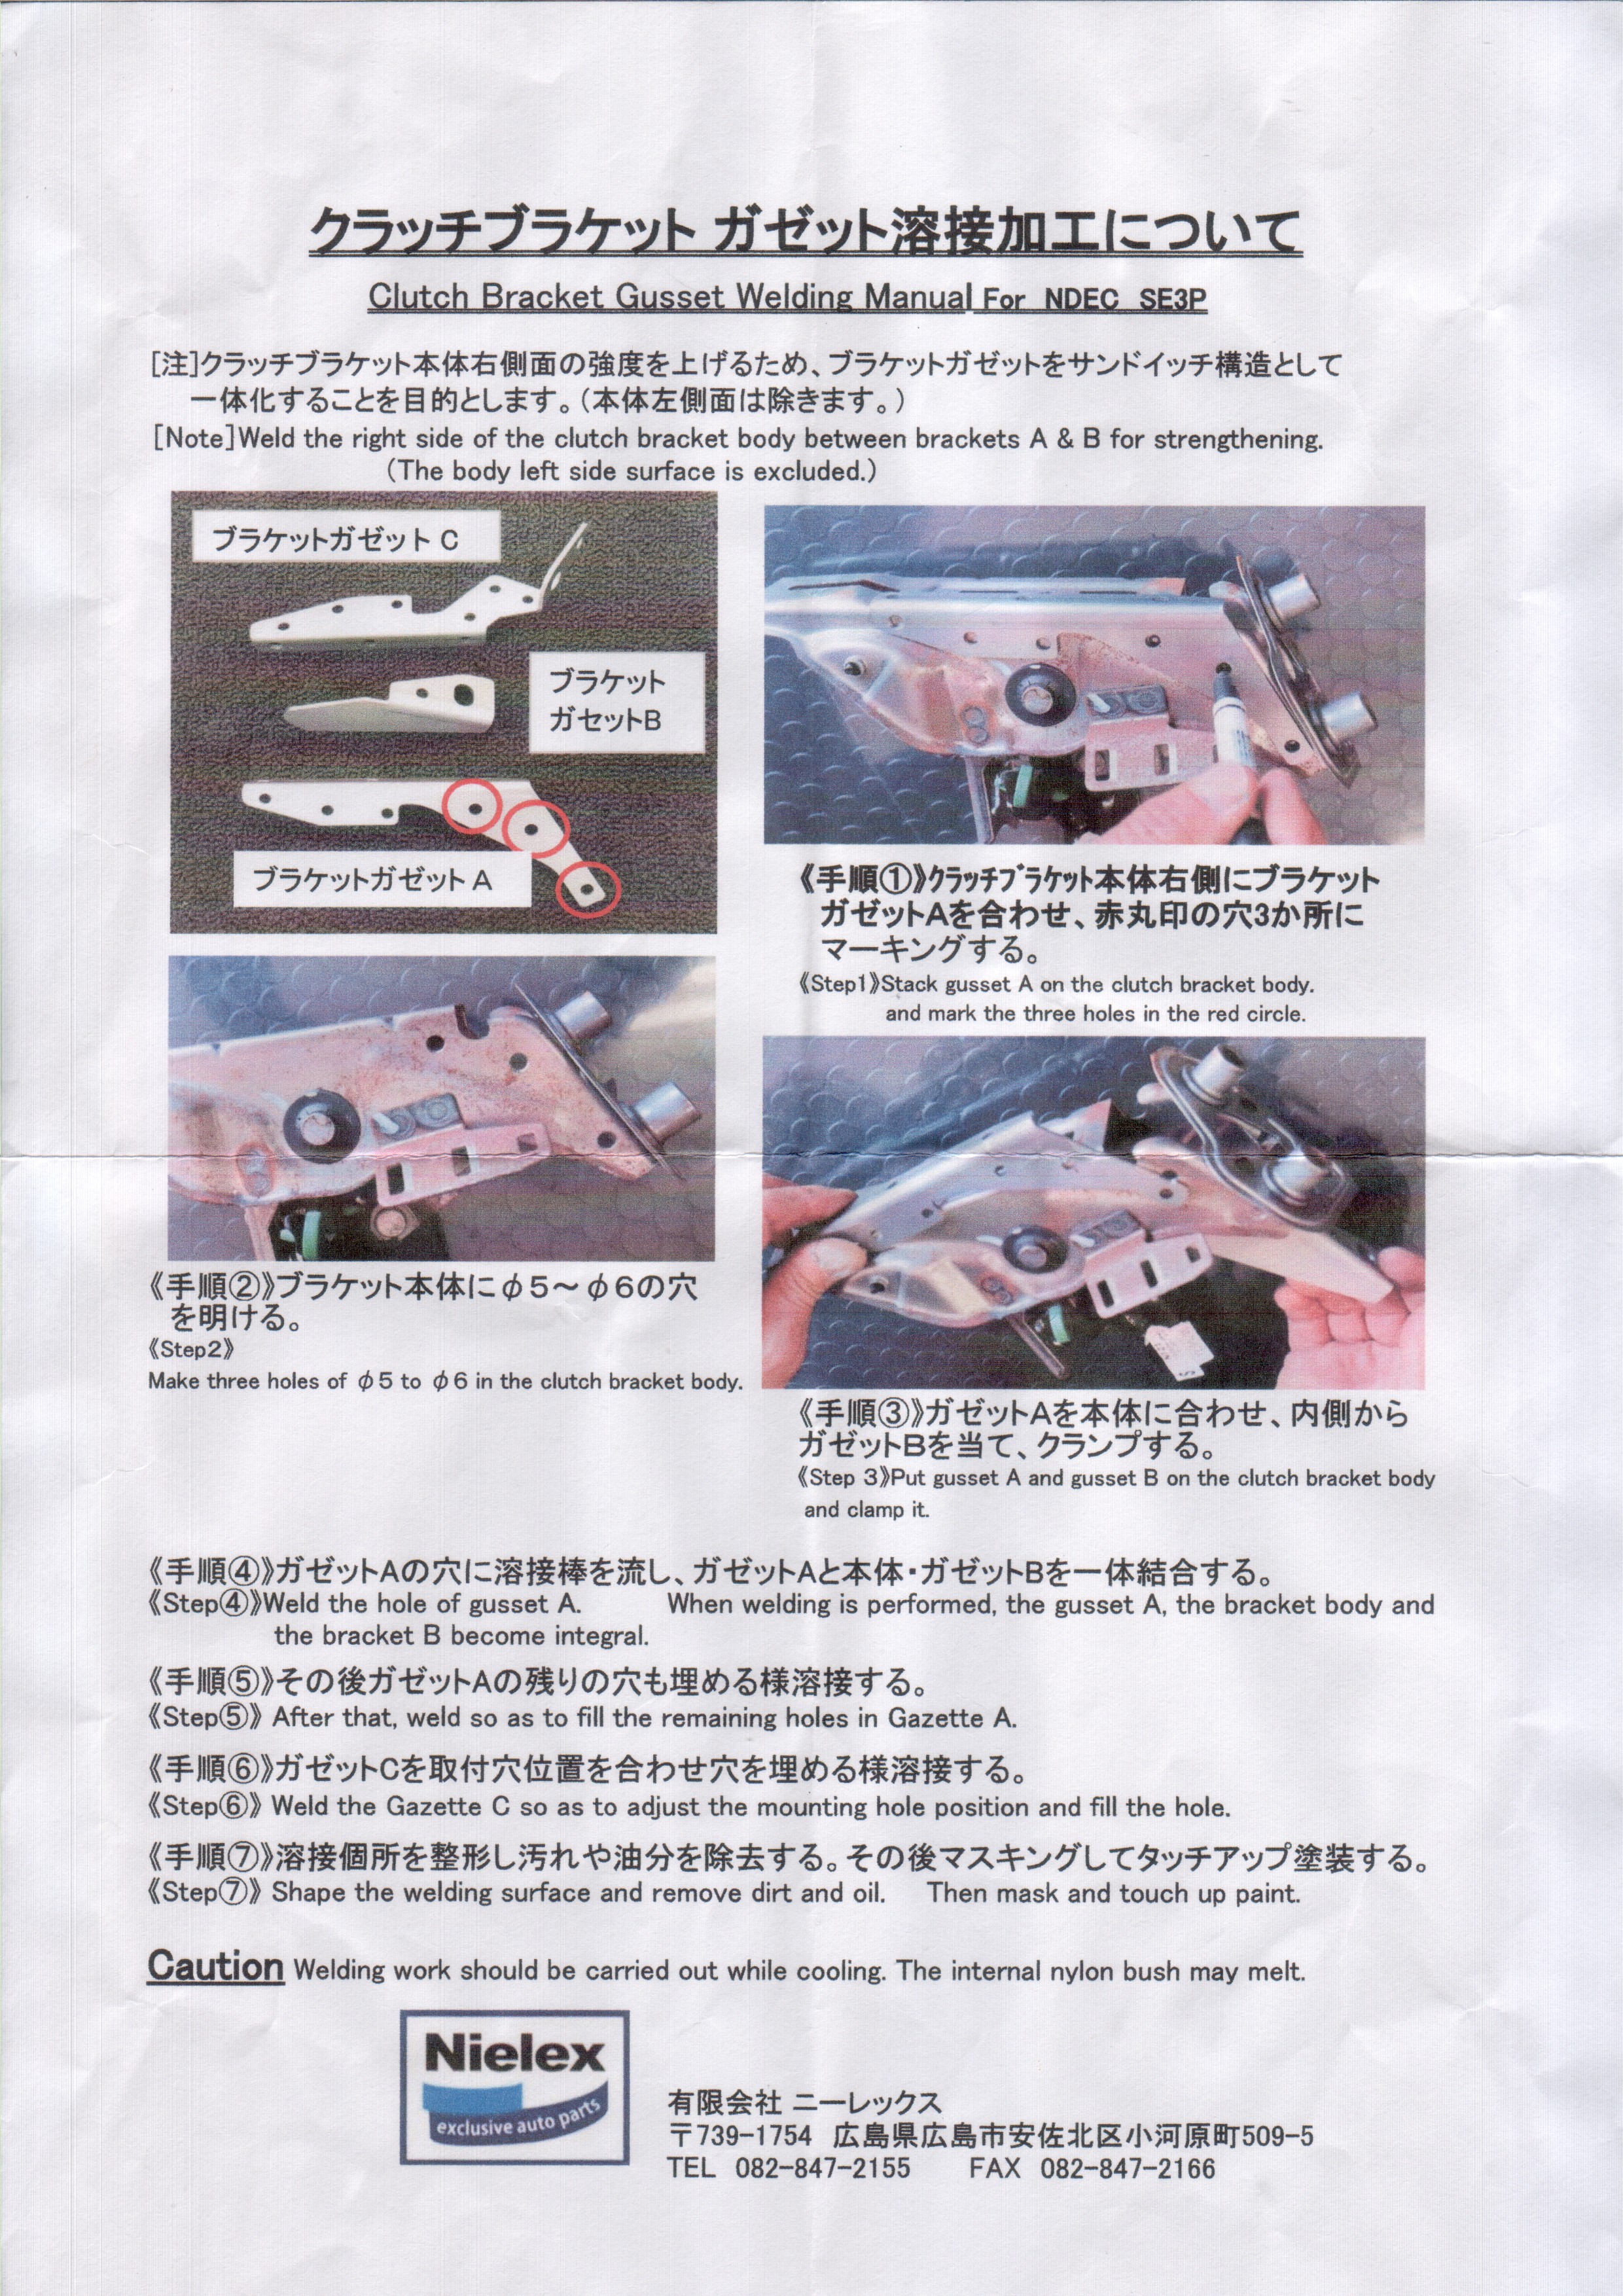 クラッチブラケット ガゼット溶接加工について
Clutch Bracket Gusset Welding Manual For NDEC SE3P
[注]クラッチブラケット本体右側面の強度を上げるため、ブラケットガゼットをサンドイッチ構造として
一体化することを目的とします。（本体左側面は除きます。）
[Note]Weld the right side of the clutch bracket body between brackets A & B for strengthening.
(The body left side surface is excluded.)
ブラケットガゼット C
ブラケット
ガセットB
ブラケットガゼット A
《手順①》ｸﾗｯﾁﾌﾞﾗｹｯﾄ本体右側にブラケット
ガゼットAを合わせ、赤丸印の穴3か所に
マーキングする。
《Step1》Stack gusset A on the clutch bracket body.
and mark the three holes in the red circle.
《手順②》ブラケット本体にφ5～φ6の穴
を明ける。
《Step2》
Make three holes of φ5 to φ6 in the clutch bracket body.
《手順③》ガゼットAを本体に合わせ、内側から
ガゼットBを当て、クランプする。
《Step 3》Put gusset A and gusset B on the clutch bracket body
and clamp it.
《手順④》ガゼットAの穴に溶接棒を流し、ガゼットAと本体・ガゼットBを一体結合する。
《Step④》Weld the hole of gusset A. When welding is performed, the gusset A, the bracket body and
the bracket B become integral.
《手順⑤》その後ガゼットAの残りの穴も埋める様溶接する。
《Step⑤》 After that, weld so as to fill the remaining holes in Gazette A.
《手順⑥》ガゼットCを取付穴位置を合わせ穴を埋める様溶接する。
《Step⑥》 Weld the Gazette C so as to adjust the mounting hole position and fill the hole.
《手順⑦》溶接個所を整形し汚れや油分を除去する。その後マスキングしてタッチアップ塗装する。
《Step⑦》 Shape the welding surface and remove dirt and oil. Then mask and touch up paint.
Caution Welding work should be carried out while cooling. The internal nylon bush may melt.
Nielex
exclusive auto parts
有限会社 ニーレックス
〒739-1754 広島県広島市安佐北区小河原町509-5
TEL 082-847-2155 FAX 082-847-2166